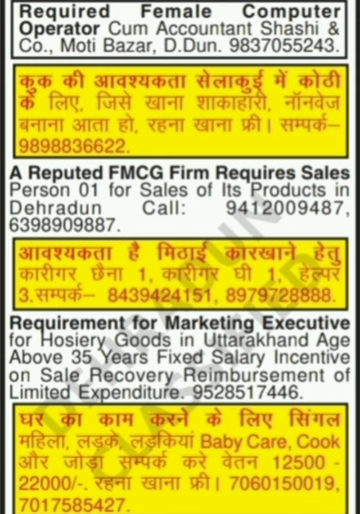 Required Female Computer
Operator Cum Accountant Shashi &
Co., Moti Bazar, D.Dun. 9837055243.
कुक की आवश्यकता सेलाकुई में कोठी
के लिए, जिसे खाना शाकाहारी, नॉनवेज
बनाना आता हो, रहना खाना फ्री। सम्पर्क–
9898836622.
A Reputed FMCG Firm Requires Sales
Person 01 for Sales of Its Products in
Dehradun Call: 9412009487,
6398909887.
आवश्यकता है मिठाई कारखाने हेतु
कारीगर छैना 1, कारीगर घी 1, हेल्पर
3.सम्पर्क– 8439424151, 8979728888.
Requirement for Marketing Executive
for Hosiery Goods in Uttarakhand Age
Above 35 Years Fixed Salary Incentive
on Sale Recovery Reimbursement of
Limited Expenditure. 9528517446.
घर का काम करने के लिए सिंगल
महिला, लड़के, लड़कियां Baby Care, Cook
और जोड़ा सम्पर्क करे वेतन 12500 -
22000/-. रहना खाना फ्री। 7060150019,
7017585427.
DEHRADUN
CLASSIFIED